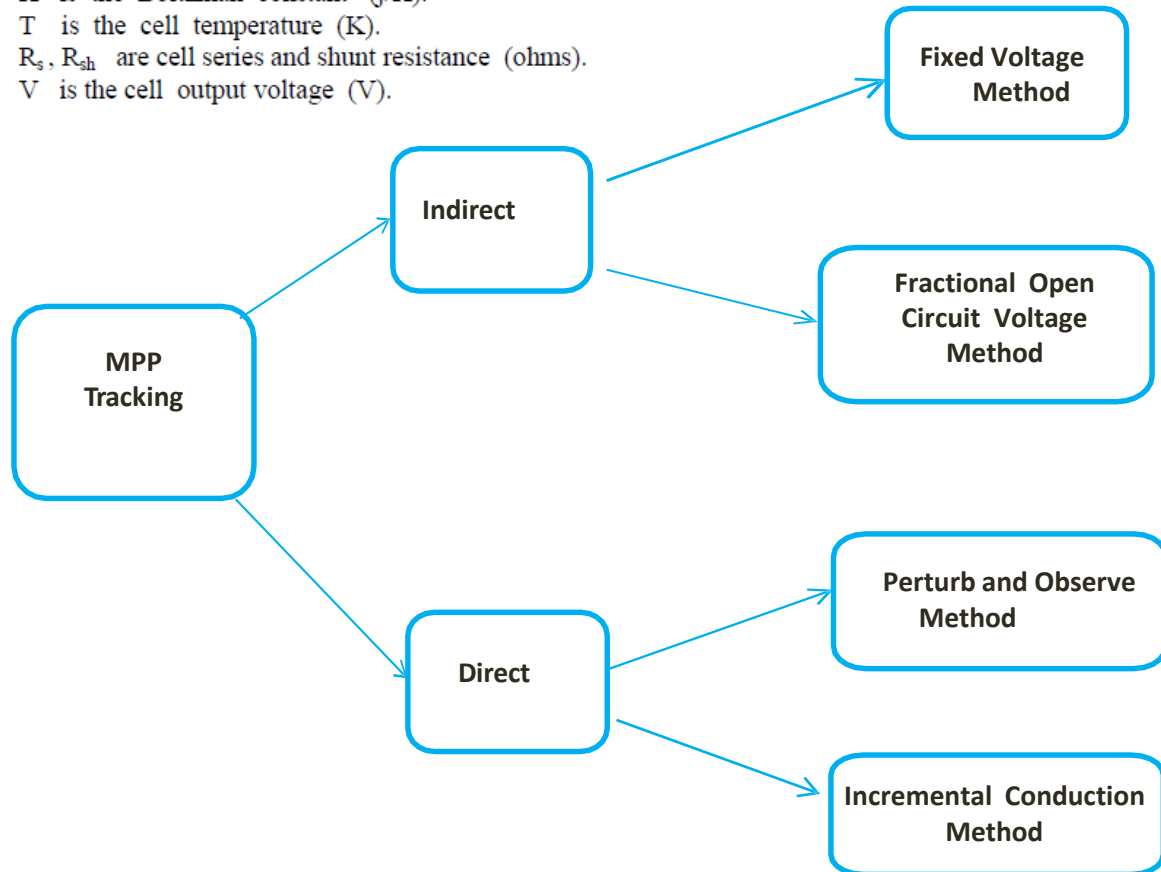 T is the cell temperature (K).
Rs, Rsh are cell series and shunt resistance (ohms).
V is the cell output voltage (V).
Fixed Voltage
Method
Indirect
Fractional Open
Circuit Voltage
Method
MPP
Tracking
Perturb and Observe
Method
Direct
Incremental Conduction
Method